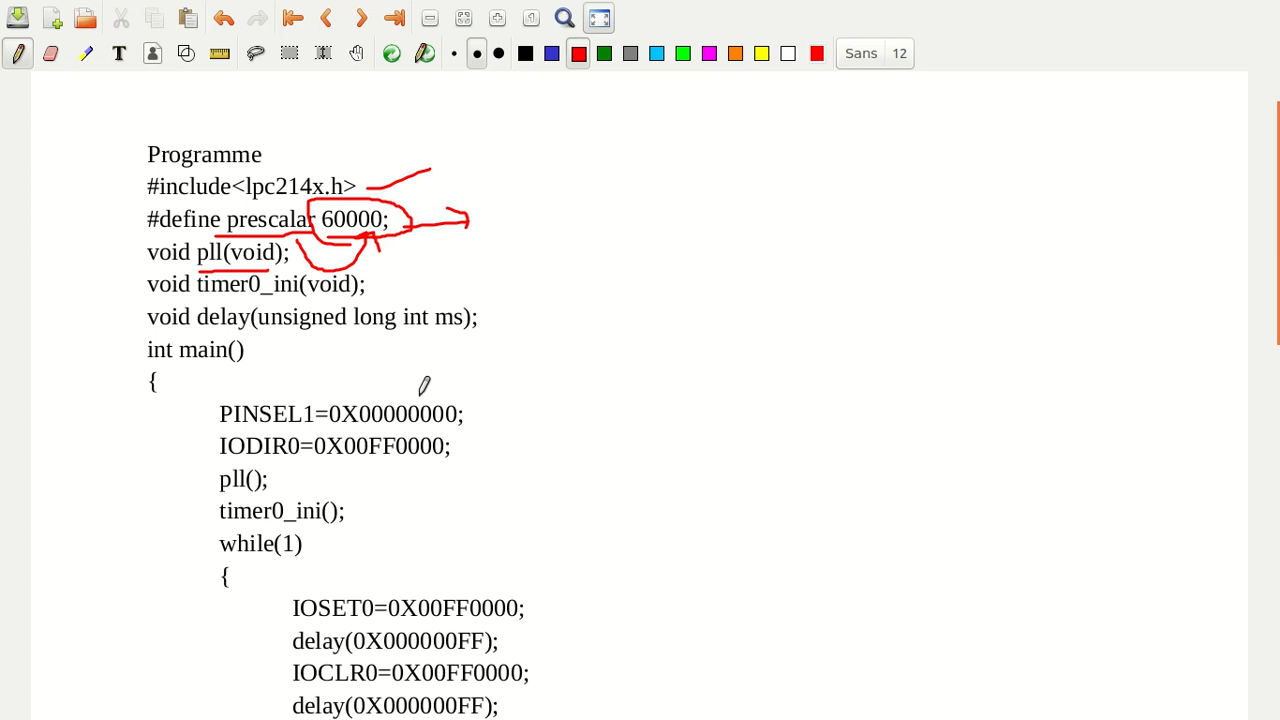 Sans 12
Programme
#include<lpc214x.h>
#define prescalar 60000;
void pll(void);
void timer0_ini(void);
void delay(unsigned long int ms);
int main()
{
PINSEL1=0X00000000;
IODIR0=0X00FF0000;
pll();
timer0_ini();
while(1)
{
IOSET0=0X00FF0000;
delay(0X000000FF);
IOCLR0=0X00FF0000;
delay(0X000000FF);